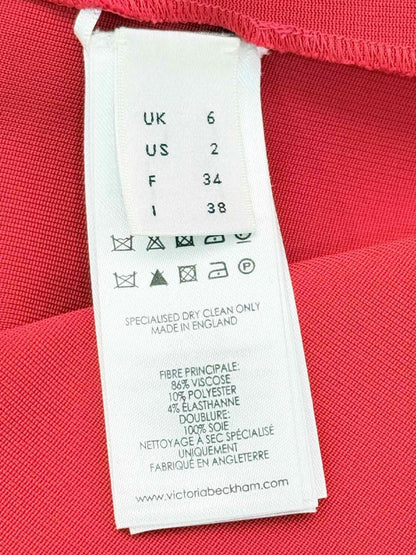 UK 6
US 2
F 34
I 38
SPECIALISED DRY CLEAN ONLY
MADE IN ENGLAND
FIBRE PRINCIPALE:
86% VISCOSE
10% POLYESTER
4% ÉLASTHANNE
DOUBLURE:
100% SOIE
NETTOYAGE À SEC SPÉCIALISÉ
UNIQUEMENT
FABRIQUÉ EN ANGLETERRE
www.victoriabeckham.com